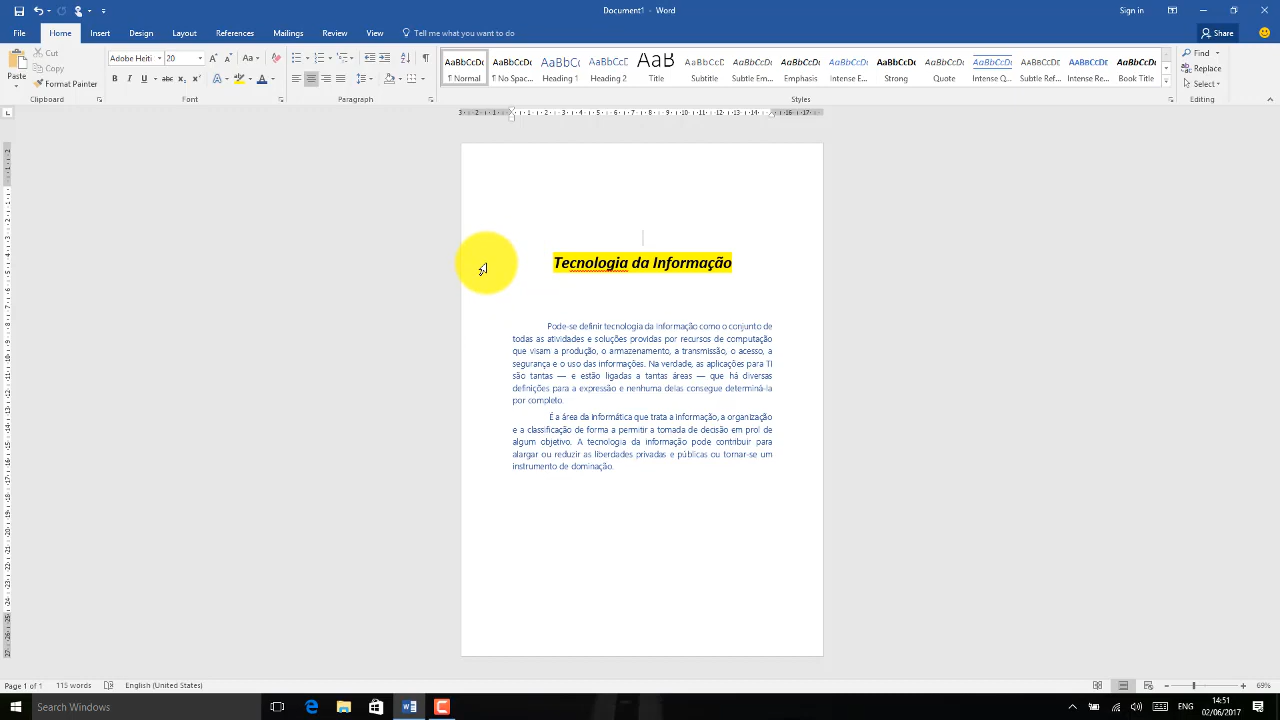 Document1 - Word
Sign in
File Home Insert Design Layout References Mailings Review View Tell me what you want to do Share
Paste Cut Copy Format Painter
Adobe Heiti 20
Find Replace Select
AaBbCcDc AaBbCcDc AaBbCc AaBbCcC AaB AaBbCcD AaBbCcDc AaBbCcDc AaBbCcDc AaBbCcDc AaBbCcDc AaBbCcDc AaBbCcDc AaBbCcDc AaBbCcDc
¶ Normal ¶ No Spac... Heading 1 Heading 2 Title Subtitle Subtle Em... Emphasis Intense E... Strong Quote Intense Q... Subtle Ref... Intense Re... Book Title
Clipboard Font Paragraph Styles Editing
Tecnologia da Informação
Pode-se definir tecnologia da informação como o conjunto de
todas as atividades e soluções providas por recursos de computação
que visam a produção, o armazenamento, a transmissão, o acesso, a
segurança e o uso das informações. Na verdade, as aplicações para TI
são tantas — e estão ligadas a tantas áreas — que há diversas
definições para a expressão e nenhuma delas consegue determiná-la
por completo.
É a área da informática que trata a informação, a organização
e a classificação de forma a permitir a tomada de decisão em prol de
algum objetivo. A tecnologia da informação pode contribuir para
alargar ou reduzir as liberdades privadas e públicas ou tornar-se um
instrumento de dominação.
Page 1 of 1 115 words English (United States) 69%
Search Windows
ENG
14:51
02/06/2017